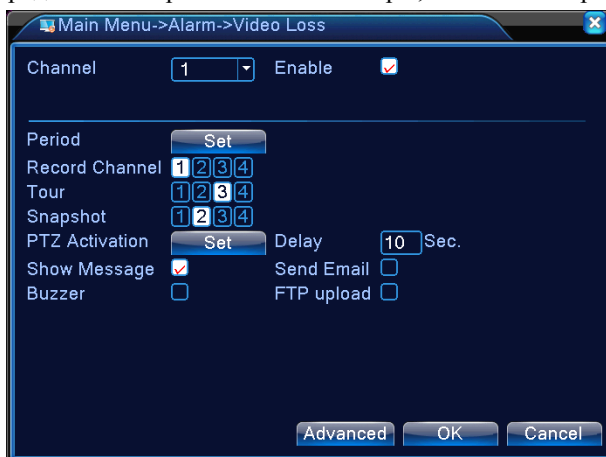 Main Menu->Alarm->Video Loss
Channel 1 Enable
Period Set
Record Channel 1 2 3 4
Tour 1 2 3 4
Snapshot 1 2 3 4
PTZ Activation Set Delay 10 Sec.
Show Message Send Email
Buzzer FTP upload
Advanced OK Cancel